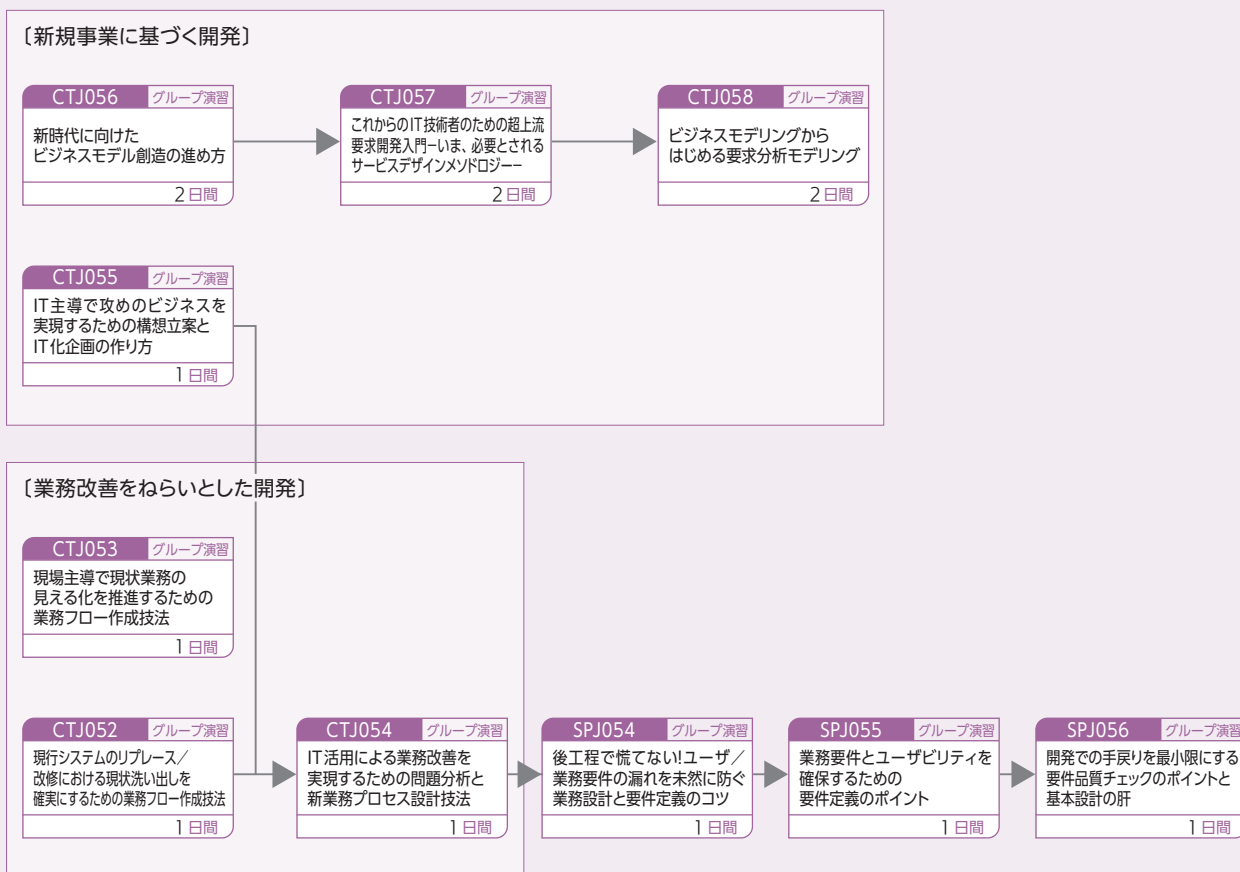 〔新規事業に基づく開発〕
CTJ056 グループ演習
新時代に向けた
ビジネスモデル創造の進め方
2日間
CTJ057 グループ演習
これからのIT技術者のための超上流
要求開発入門ーいま、必要とされる
サービスデザインメソドロジーー
2日間
CTJ058 グループ演習
ビジネスモデリングから
はじめる要求分析モデリング
2日間
CTJ055 グループ演習
IT主導で攻めのビジネスを
実現するための構想立案と
IT化企画の作り方
1日間
〔業務改善をねらいとした開発〕
CTJ053 グループ演習
現場主導で現状業務の
見える化を推進するための
業務フロー作成技法
1日間
CTJ052 グループ演習
現行システムのリプレース／
改修における現状洗い出しを
確実にするための業務フロー作成技法
1日間
CTJ054 グループ演習
IT活用による業務改善を
実現するための問題分析と
新業務プロセス設計技法
1日間
SPJ054 グループ演習
後工程で慌てない!ユーザ／
業務要件の漏れを未然に防ぐ
業務設計と要件定義のコツ
1日間
SPJ055 グループ演習
業務要件とユーザビリティを
確保するための
要件定義のポイント
1日間
SPJ056 グループ演習
開発での手戻りを最小限にする
要件品質チェックのポイントと
基本設計の肝
1日間